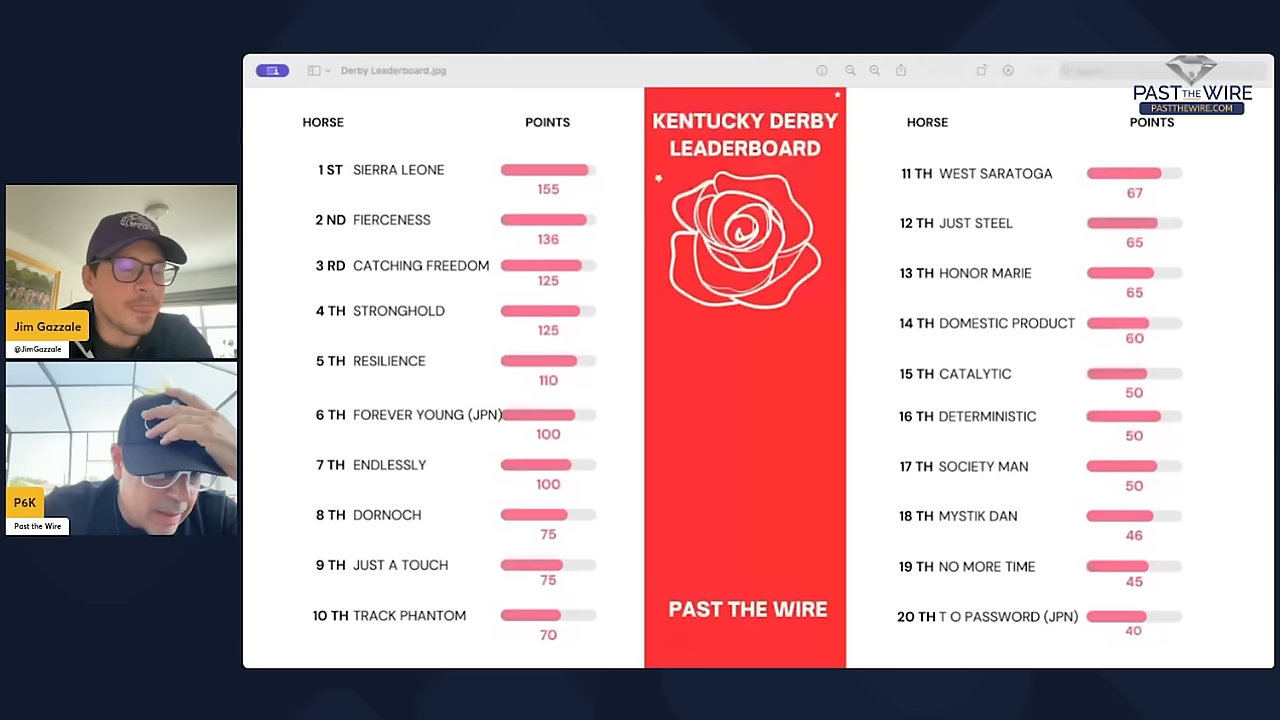 Derby Leaderboard.jpg
PAST THE WIRE
PASTTHEWIRE.COM
HORSE POINTS
1 ST SIERRA LEONE
155
2 ND FIERCENESS
136
3 RD CATCHING FREEDOM
125
4 TH STRONGHOLD
125
5 TH RESILIENCE
110
6 TH FOREVER YOUNG (JPN)
100
7 TH ENDLESSLY
100
8 TH DORNOCH
75
9 TH JUST A TOUCH
75
10 TH TRACK PHANTOM
70
KENTUCKY DERBY
LEADERBOARD
PAST THE WIRE
HORSE POINTS
11 TH WEST SARATOGA
67
12 TH JUST STEEL
65
13 TH HONOR MARIE
65
14 TH DOMESTIC PRODUCT
60
15 TH CATALYTIC
50
16 TH DETERMINISTIC
50
17 TH SOCIETY MAN
50
18 TH MYSTIK DAN
46
19 TH NO MORE TIME
45
20 TH T O PASSWORD (JPN)
40
Jim Gazzale
@JimGazzale
P6K
Past the Wire